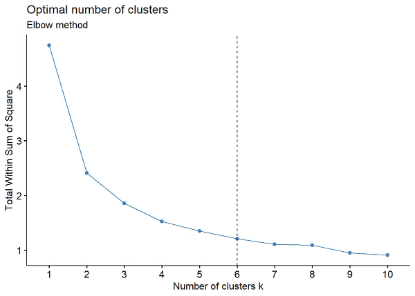 Optimal number of clusters
Elbow method
Total Within Sum of Square
4
3
2
1
1 2 3 4 5 6 7 8 9 10
Number of clusters k